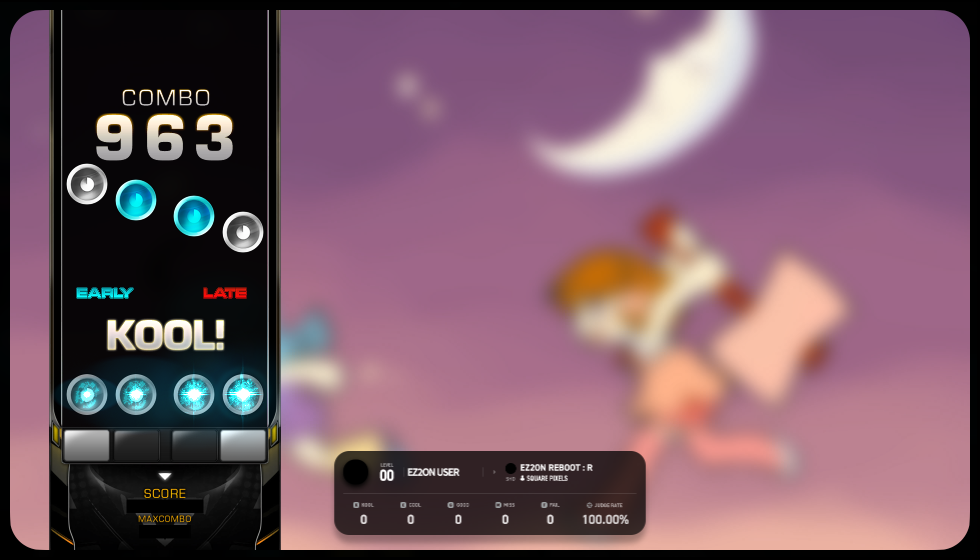 COMBO
963
EARLY LATE
KOOL!
SCORE
MAXCOMBO
LEVEL
00 EZ2ON USER
EZ2ON REBOOT : R
SQUARE PIXELS
KOOL COOL GOOD MISS FAIL JUDGE RATE
0 0 0 0 0 100.00%